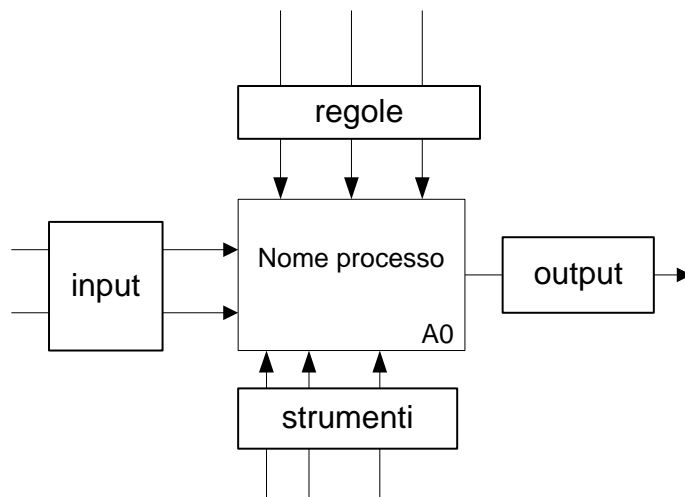 regole
Nome processo
input
output
A0
strumenti